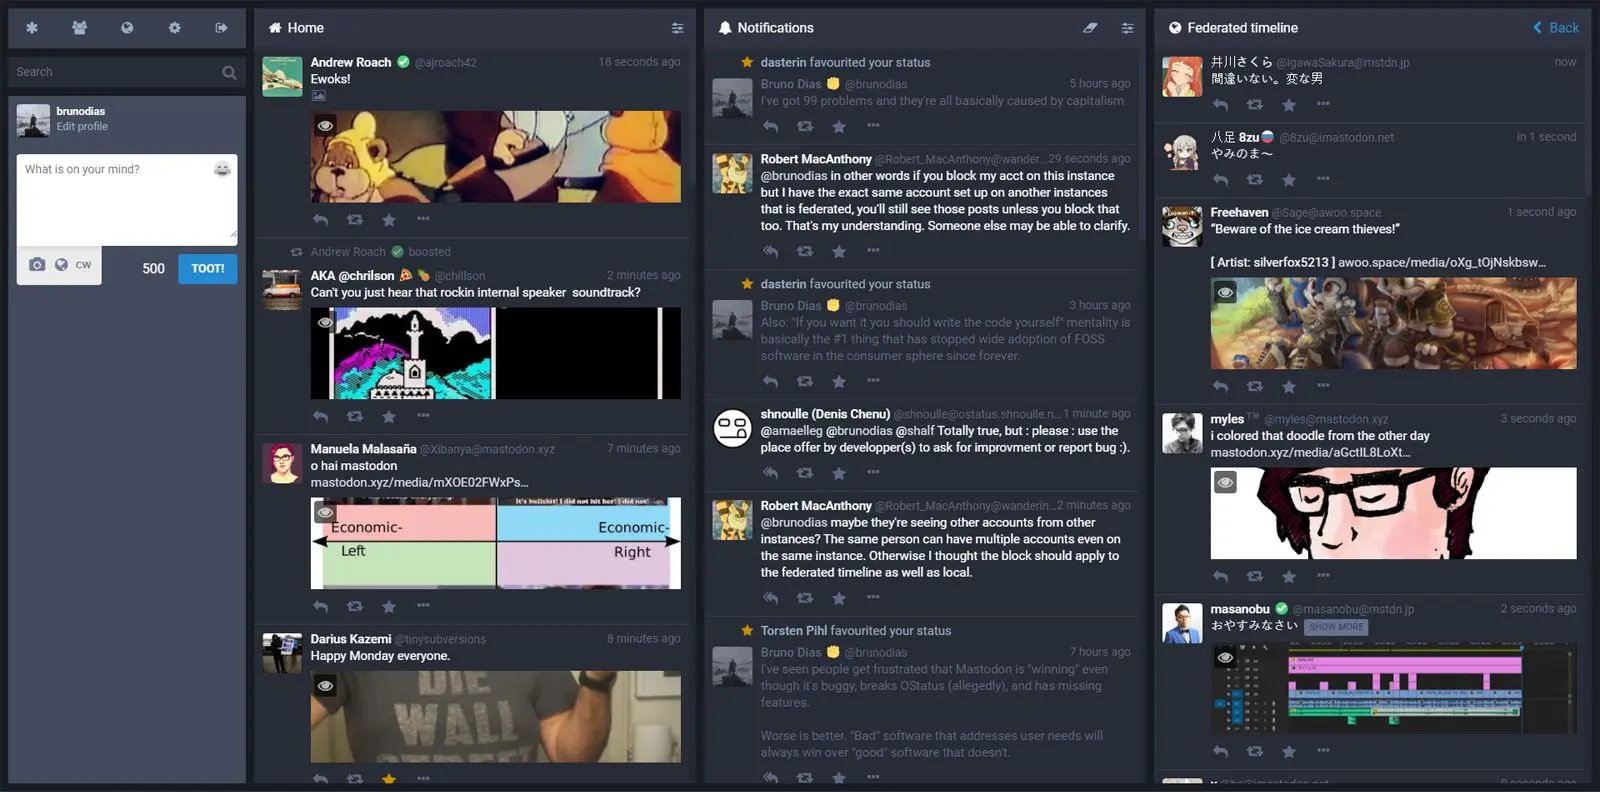 Search
brunodias
Edit profile
What is on your mind?
CW
500
TOOT!
Home
Andrew Roach @ajroach42 18 seconds ago
Ewoks!
Andrew Roach boosted
AKA @chrilson 🍕 🍍 @chillson 2 minutes ago
Can't you just hear that rockin internal speaker soundtrack?
Manuela Malasaña @Xibanya@mastodon.xyz 7 minutes ago
o hai mastodon
mastodon.xyz/media/mXOE02FWxPs...
It's bullshit! I did not hit her! I did not!
Economic-
Left
Economic-
Right
Darius Kazemi @tinysubversions 8 minutes ago
Happy Monday everyone.
DIE
WALL
Notifications
dasterin favourited your status
Bruno Dias ✊ @brunodias 5 hours ago
I've got 99 problems and they're all basically caused by capitalism
Robert MacAnthony @Robert_MacAnthony@wander... 29 seconds ago
@brunodias in other words if you block my acct on this instance
but I have the exact same account set up on another instances
that is federated, you'll still see those posts unless you block that
too. That's my understanding. Someone else may be able to clarify.
dasterin favourited your status
Bruno Dias ✊ @brunodias 3 hours ago
Also: "If you want it you should write the code yourself" mentality is
basically the #1 thing that has stopped wide adoption of FOSS
software in the consumer sphere since forever.
shnoulle (Denis Chenu) @shnoulle@ostatus.shnoulle.n... 1 minute ago
@amaelleg @brunodias @shalf Totally true, but : please : use the
place offer by developper(s) to ask for improvment or report bug :).
Robert MacAnthony @Robert_MacAnthony@wanderin... 2 minutes ago
@brunodias maybe they're seeing other accounts from other
instances? The same person can have multiple accounts even on
the same instance. Otherwise I thought the block should apply to
the federated timeline as well as local.
Torsten Pihl favourited your status
Bruno Dias ✊ @brunodias 7 hours ago
I've seen people get frustrated that Mastodon is "winning" even
though it's buggy, breaks OStatus (allegedly), and has missing
features.
Worse is better. "Bad" software that addresses user needs will
always win over "good" software that doesn't.
Federated timeline
Back
井川さくら @IgawaSakura@mstdn.jp now
間違いない。変な男
八足 8zu🇷🇺 @8zu@imastodon.net in 1 second
やみのま〜
Freehaven @Sage@awoo.space 1 second ago
“Beware of the ice cream thieves!”
[ Artist: silverfox5213 ] awoo.space/media/oXg_tOjNskbsw...
myles™ @myles@mastodon.xyz 3 seconds ago
i colored that doodle from the other day
mastodon.xyz/media/aGctIL8LoXt...
masanobu @masanobu@mstdn.jp 2 seconds ago
おやすみなさい SHOW MORE